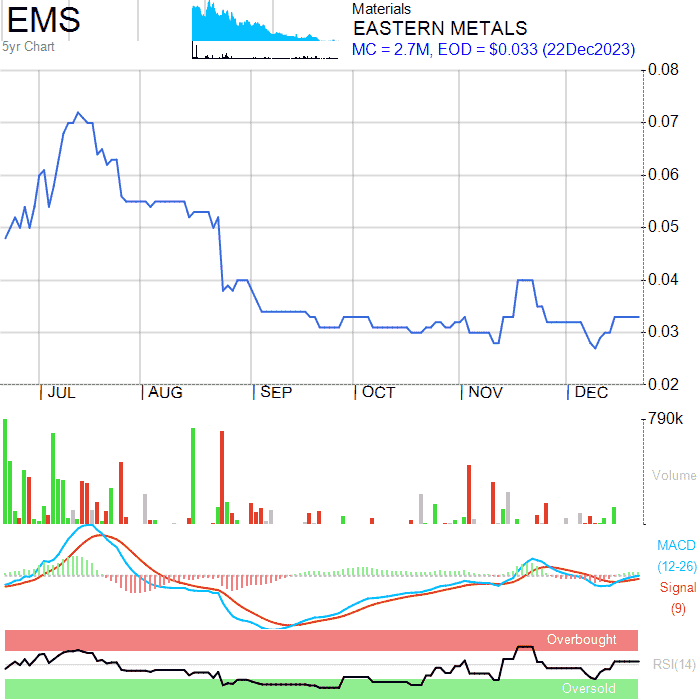 EMS
5yr Chart
Materials
EASTERN METALS
MC = 2.7M, EOD = $0.033 (22Dec2023)
0.08
0.07
0.06
0.05
0.04
0.03
0.02
JUL AUG SEP OCT NOV DEC
790k
Volume
MACD
(12-26)
Signal
(9)
Overbought
RSI(14)
Oversold